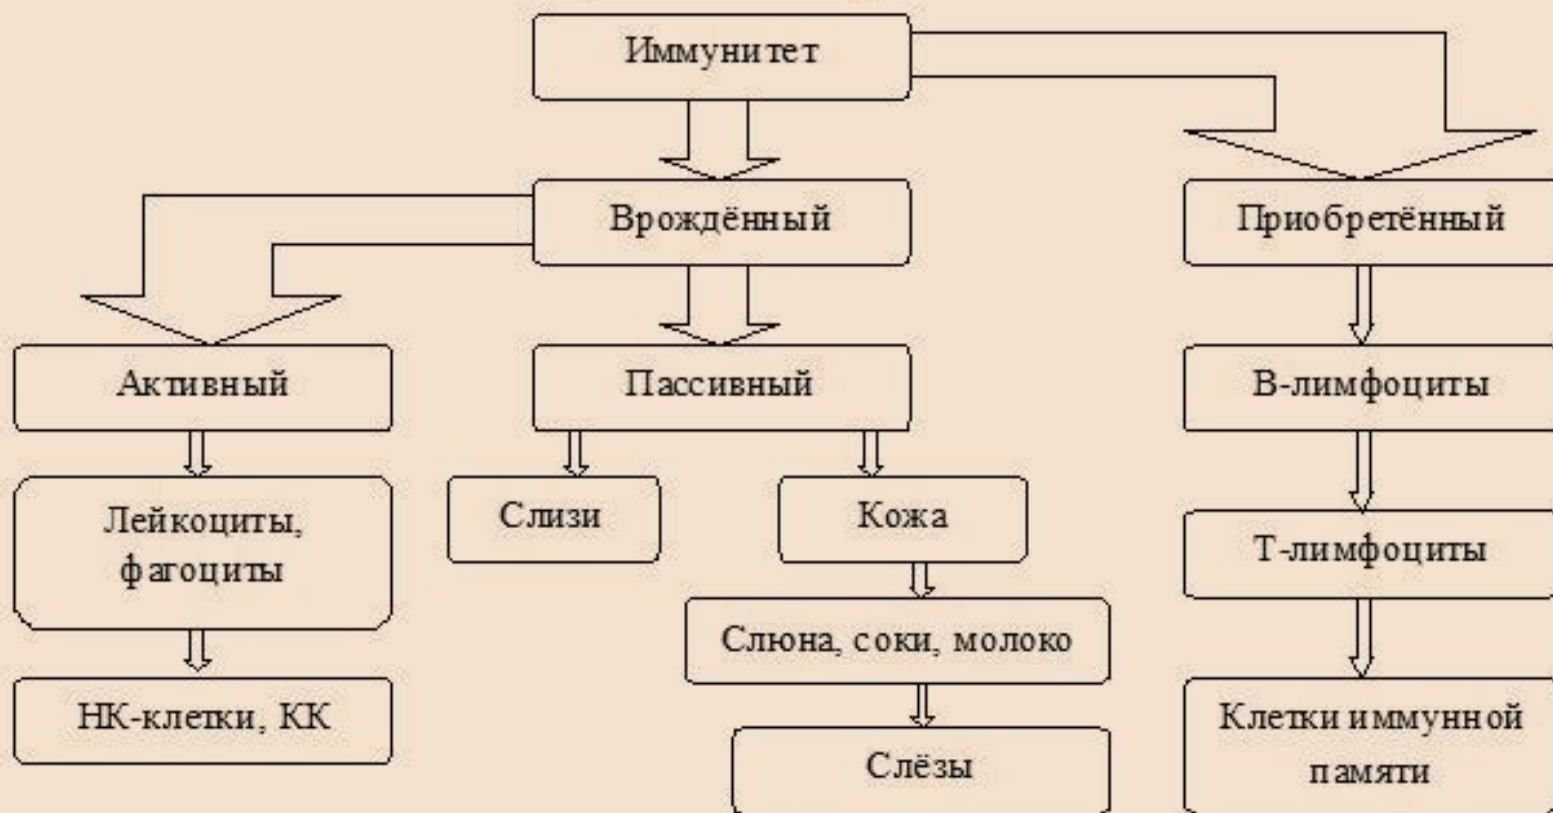 Иммунитет
Врождённый
Приобретённый
Активный
Пассивный
В-лимфоциты
Лейкоциты,
фагоциты
Слизи
Кожа
Т-лимфоциты
Слюна, соки, молоко
НК-клетки, КК
Слёзы
Клетки иммунной
памяти